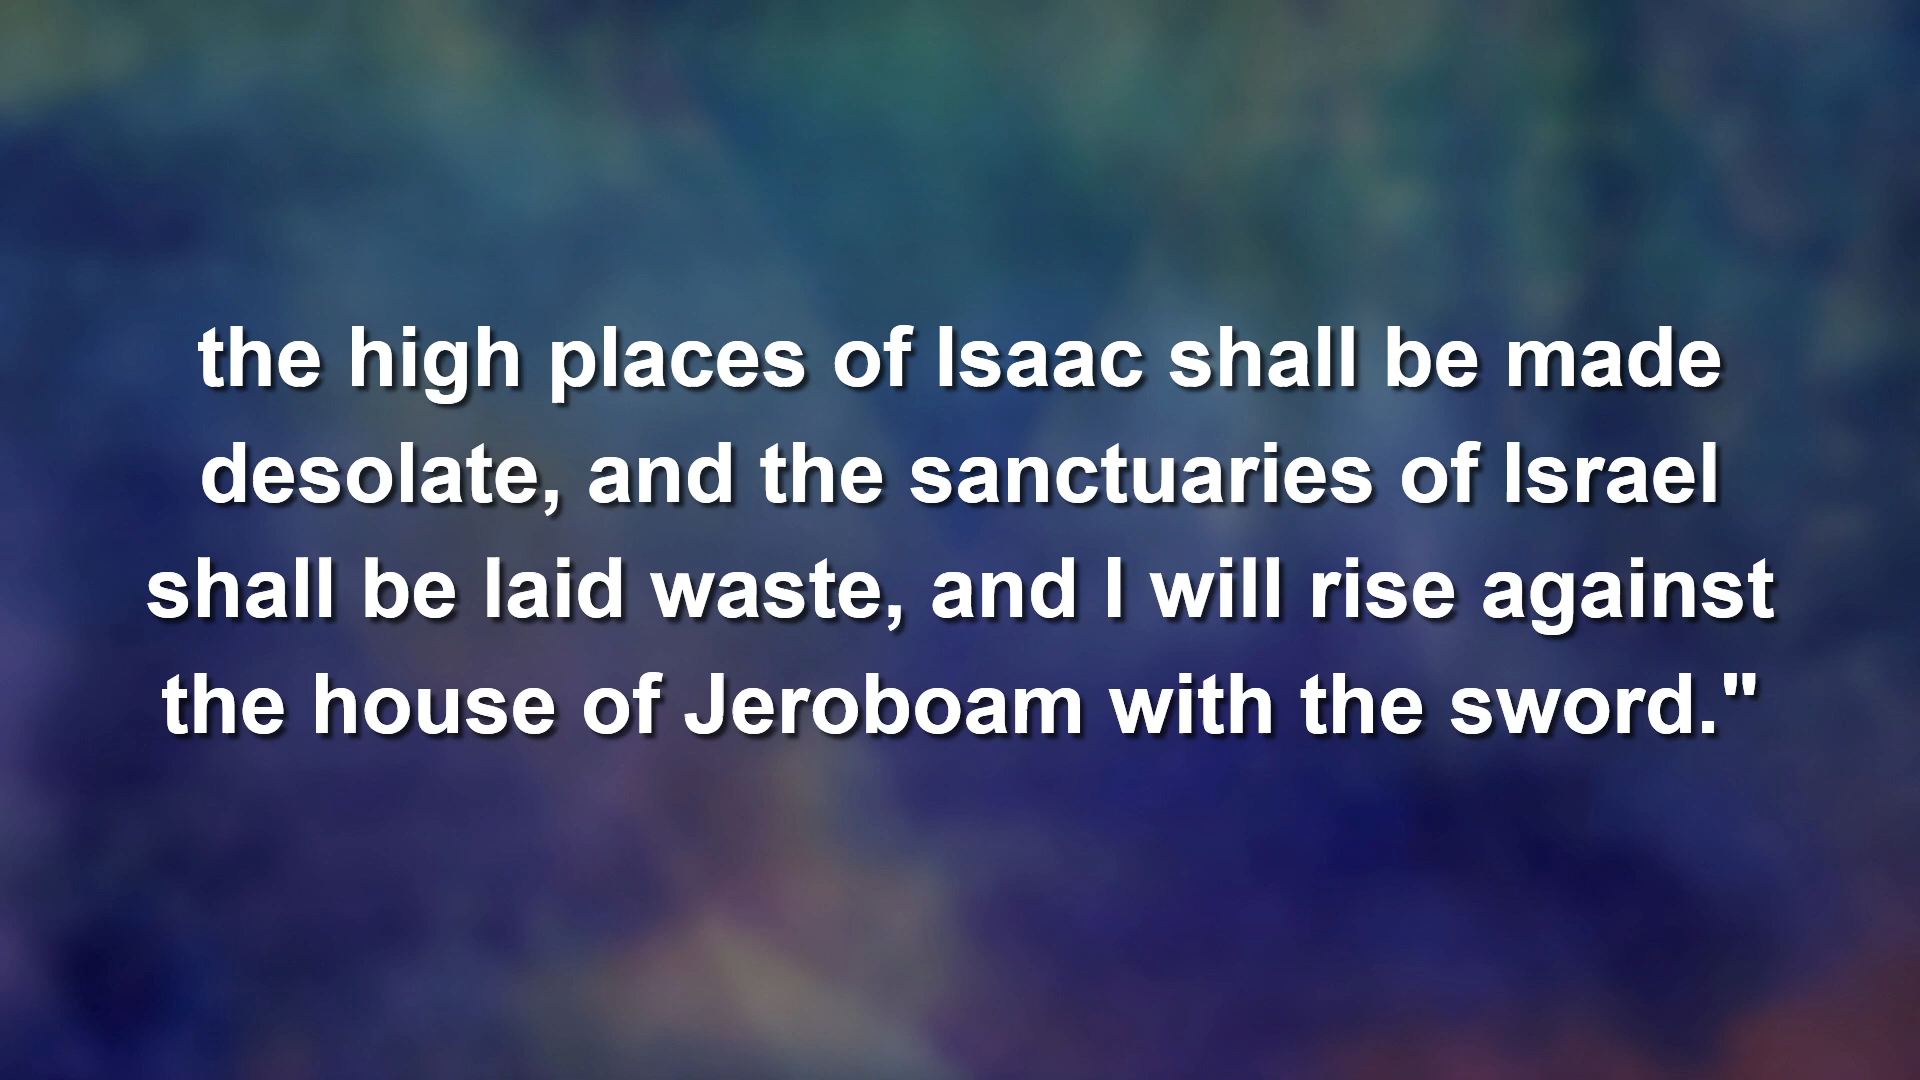 the high places of Isaac shall be made
desolate, and the sanctuaries of Israel
shall be laid waste, and I will rise against
the house of Jeroboam with the sword."